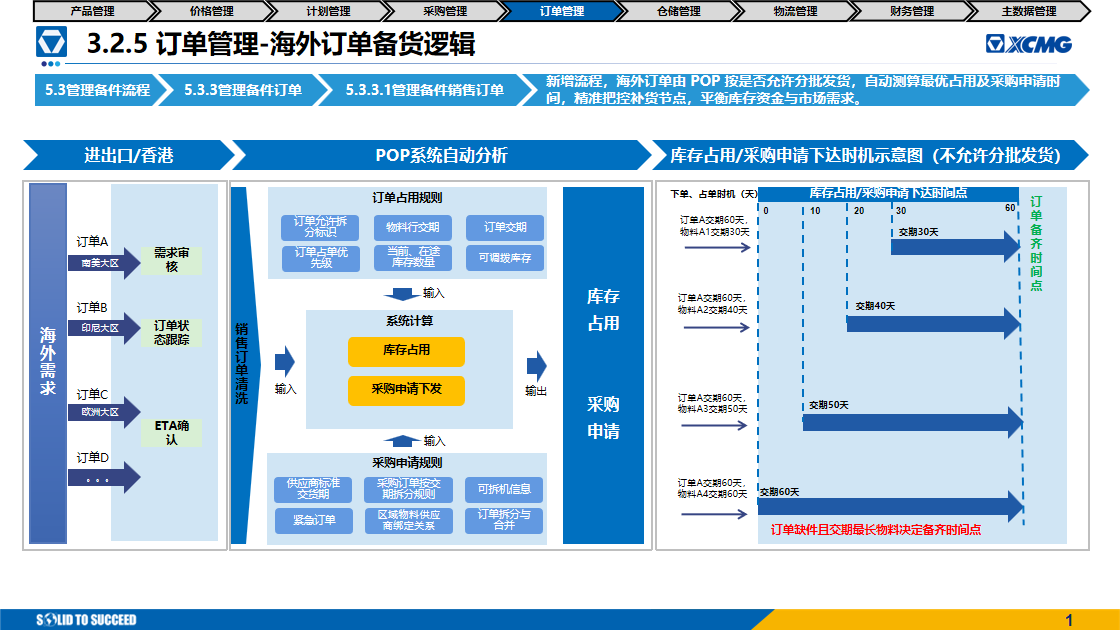 产品管理
价格管理
计划管理
采购管理
订单管理
仓储管理
物流管理
财务管理
主数据管理
3.2.5 订单管理-海外订单备货逻辑
XCMG
5.3管理备件流程
5.3.3管理备件订单
5.3.3.1管理备件销售订单
新增流程，海外订单由 POP 按是否允许分批发货，自动测算最优占用及采购申请时
间，精准把控补货节点，平衡库存资金与市场需求。
进出口/香港
POP系统自动分析
库存占用/采购申请下达时机示意图（不允许分批发货）
海外需求
订单A
南美大区
订单B
印尼大区
订单C
欧洲大区
订单D
。。。
需求审
核
订单状
态跟踪
ETA确
认
销售订单清洗
订单占用规则
订单允许拆
分标识
物料行交期
订单交期
订单占单优
先级
当前、在途
库存数量
可调拨库存
输入
系统计算
库存占用
采购申请下发
输入
输出
输入
采购申请规则
供应商标准
交货期
采购订单按交
期拆分规则
可拆机信息
紧急订单
区域物料供应
商绑定关系
订单拆分与
合并
库存
占用
采购
申请
下单、占单时机（天）
库存占用/采购申请下达时间点
0
10
20
30
60
订单备齐时间点
订单A交期60天，
物料A1交期30天
交期30天
订单A交期60天，
物料A2交期40天
交期40天
订单A交期60天，
物料A3交期50天
交期50天
订单A交期60天，
物料A4交期60天
交期60天
订单缺件且交期最长物料决定备齐时间点
SOLID TO SUCCEED
1